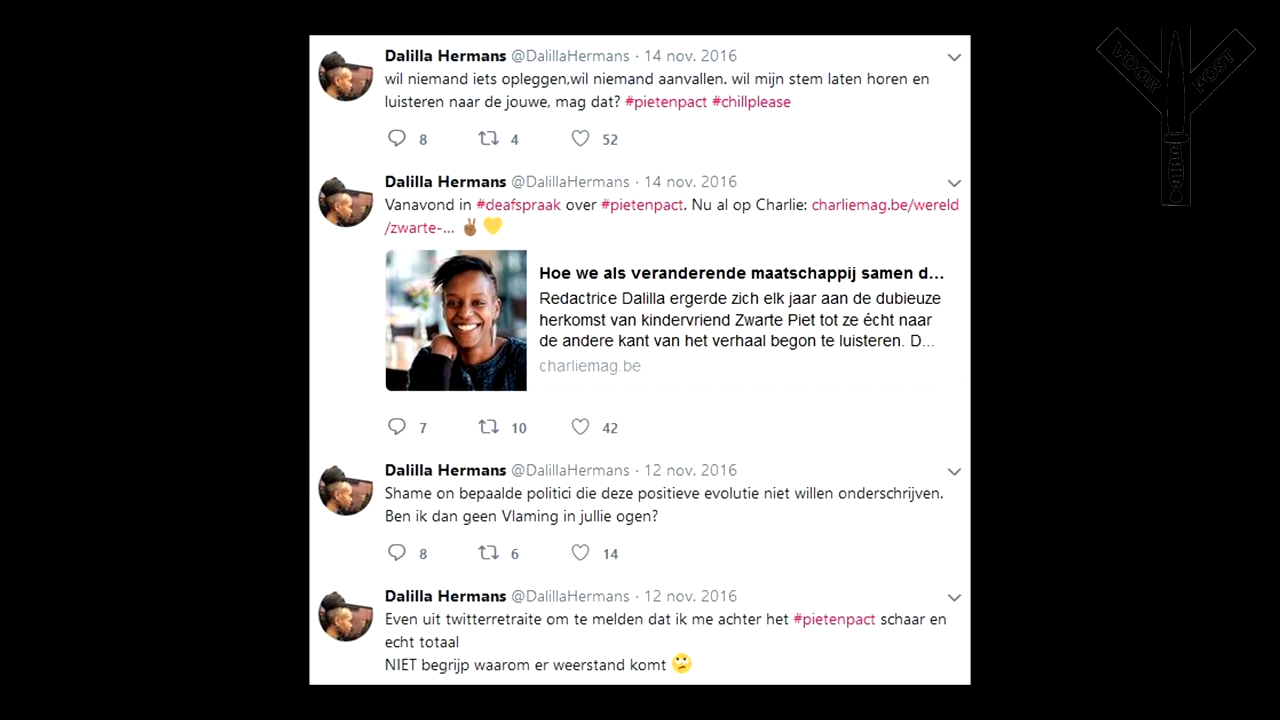 VOOR POST
Dalilla Hermans @DalillaHermans · 14 nov. 2016
wil niemand iets opleggen,wil niemand aanvallen. wil mijn stem laten horen en
luisteren naar de jouwe, mag dat? #pietenpact #chillplease
8 4 52
Dalilla Hermans @DalillaHermans · 14 nov. 2016
Vanavond in #deafspraak over #pietenpact. Nu al op Charlie: charliemag.be/wereld
/zwarte-... ✌🏾 💛
Hoe we als veranderende maatschappij samen d...
Redactrice Dalilla ergerde zich elk jaar aan de dubieuze
herkomst van kindervriend Zwarte Piet tot ze écht naar
de andere kant van het verhaal begon te luisteren. D...
charliemag.be
7 10 42
Dalilla Hermans @DalillaHermans · 12 nov. 2016
Shame on bepaalde politici die deze positieve evolutie niet willen onderschrijven.
Ben ik dan geen Vlaming in jullie ogen?
8 6 14
Dalilla Hermans @DalillaHermans · 12 nov. 2016
Even uit twitterretraite om te melden dat ik me achter het #pietenpact schaar en
echt totaal
NIET begrijp waarom er weerstand komt 🙄